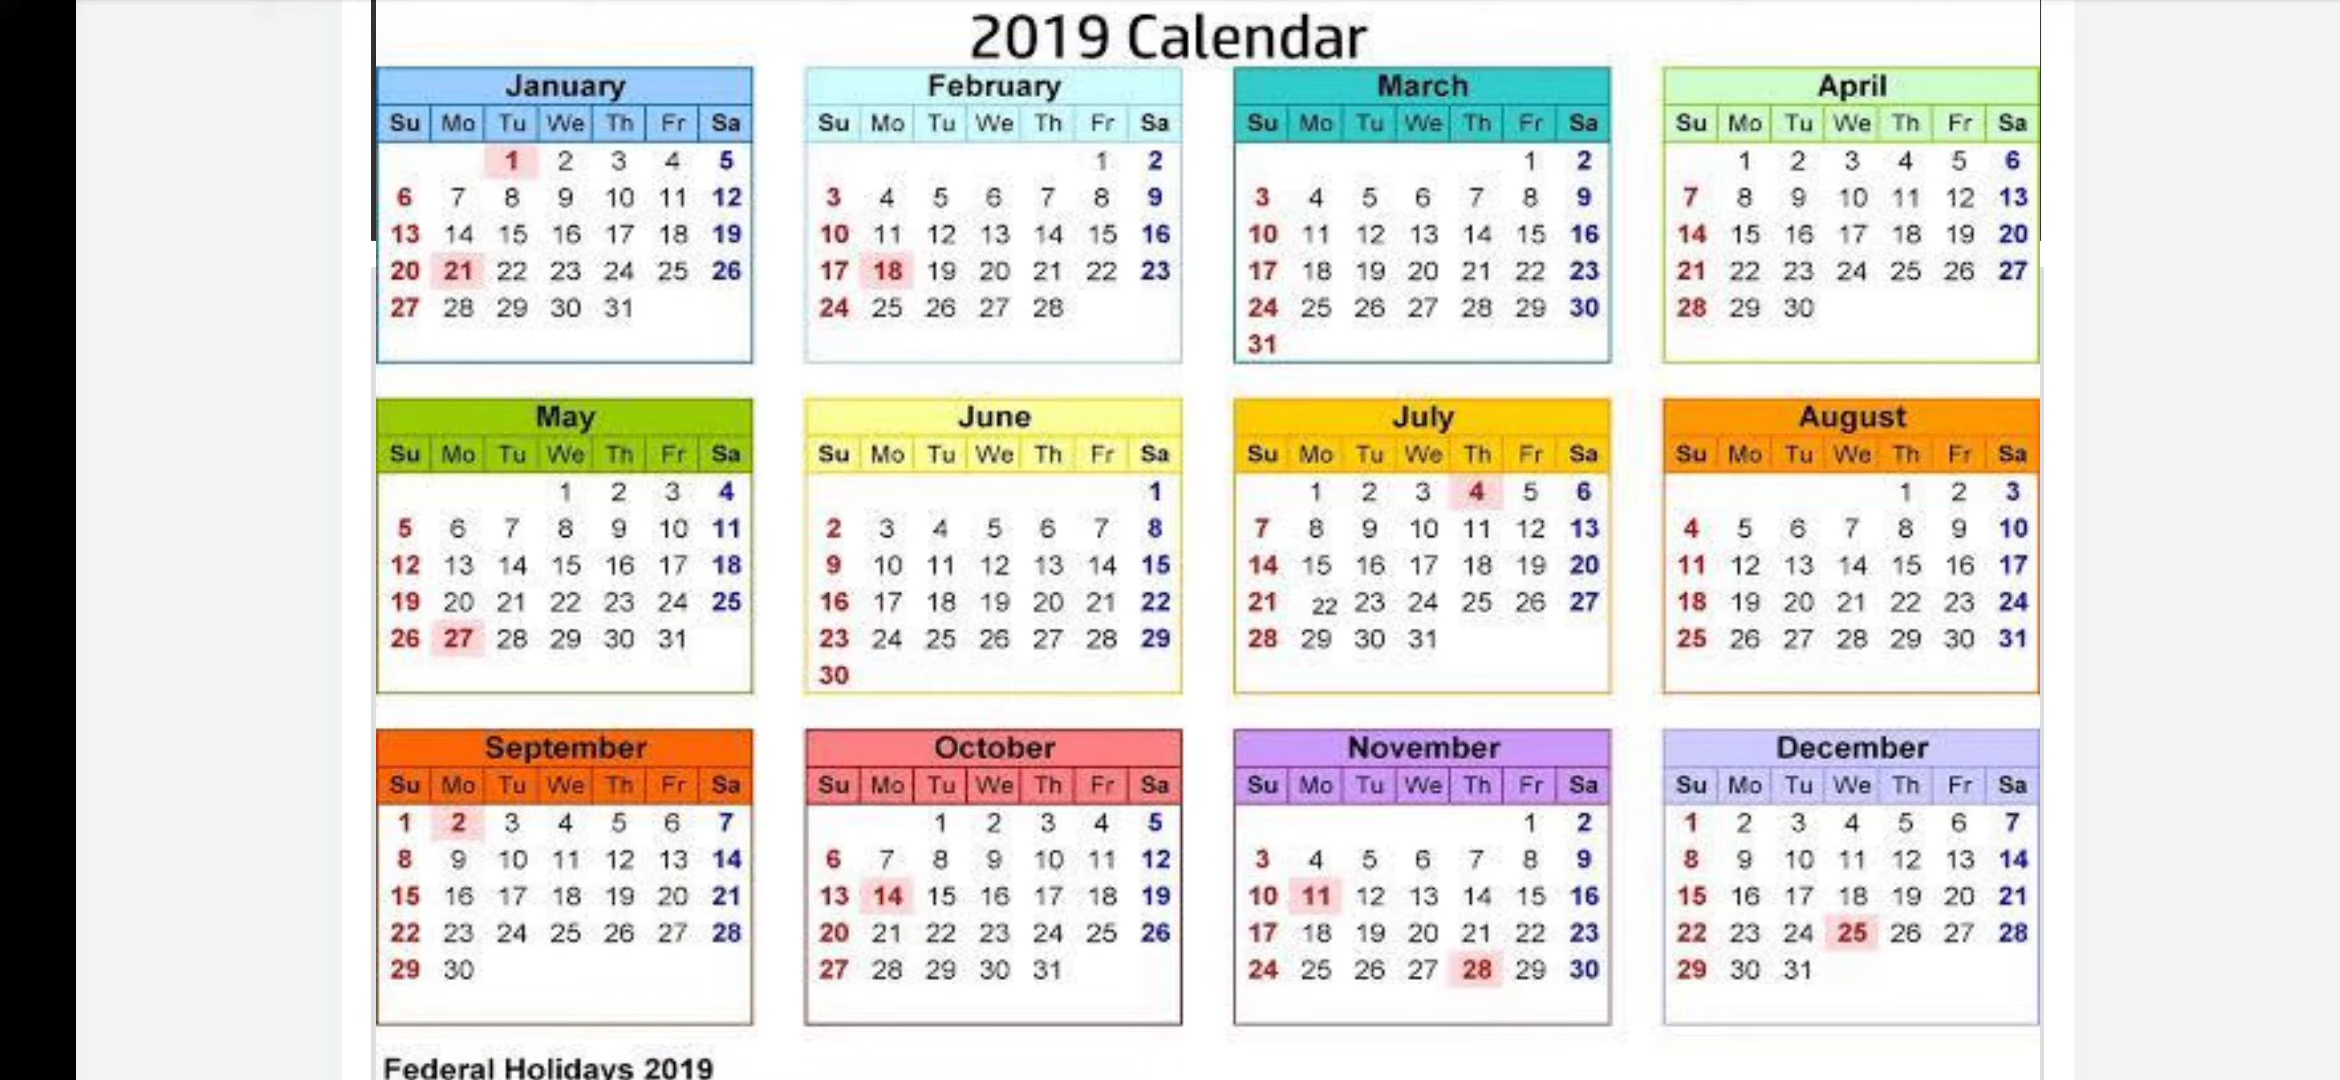 2019 Calendar
January
Su Mo Tu We Th Fr Sa
1 2 3 4 5
6 7 8 9 10 11 12
13 14 15 16 17 18 19
20 21 22 23 24 25 26
27 28 29 30 31
February
Su Mo Tu We Th Fr Sa
1 2
3 4 5 6 7 8 9
10 11 12 13 14 15 16
17 18 19 20 21 22 23
24 25 26 27 28
March
Su Mo Tu We Th Fr Sa
1 2
3 4 5 6 7 8 9
10 11 12 13 14 15 16
17 18 19 20 21 22 23
24 25 26 27 28 29 30
31
April
Su Mo Tu We Th Fr Sa
1 2 3 4 5 6
7 8 9 10 11 12 13
14 15 16 17 18 19 20
21 22 23 24 25 26 27
28 29 30
May
Su Mo Tu We Th Fr Sa
1 2 3 4
5 6 7 8 9 10 11
12 13 14 15 16 17 18
19 20 21 22 23 24 25
26 27 28 29 30 31
June
Su Mo Tu We Th Fr Sa
1
2 3 4 5 6 7 8
9 10 11 12 13 14 15
16 17 18 19 20 21 22
23 24 25 26 27 28 29
30
July
Su Mo Tu We Th Fr Sa
1 2 3 4 5 6
7 8 9 10 11 12 13
14 15 16 17 18 19 20
21 22 23 24 25 26 27
28 29 30 31
August
Su Mo Tu We Th Fr Sa
1 2 3
4 5 6 7 8 9 10
11 12 13 14 15 16 17
18 19 20 21 22 23 24
25 26 27 28 29 30 31
September
Su Mo Tu We Th Fr Sa
1 2 3 4 5 6 7
8 9 10 11 12 13 14
15 16 17 18 19 20 21
22 23 24 25 26 27 28
29 30
October
Su Mo Tu We Th Fr Sa
1 2 3 4 5
6 7 8 9 10 11 12
13 14 15 16 17 18 19
20 21 22 23 24 25 26
27 28 29 30 31
November
Su Mo Tu We Th Fr Sa
1 2
3 4 5 6 7 8 9
10 11 12 13 14 15 16
17 18 19 20 21 22 23
24 25 26 27 28 29 30
December
Su Mo Tu We Th Fr Sa
1 2 3 4 5 6 7
8 9 10 11 12 13 14
15 16 17 18 19 20 21
22 23 24 25 26 27 28
29 30 31
Federal Holidays 2019